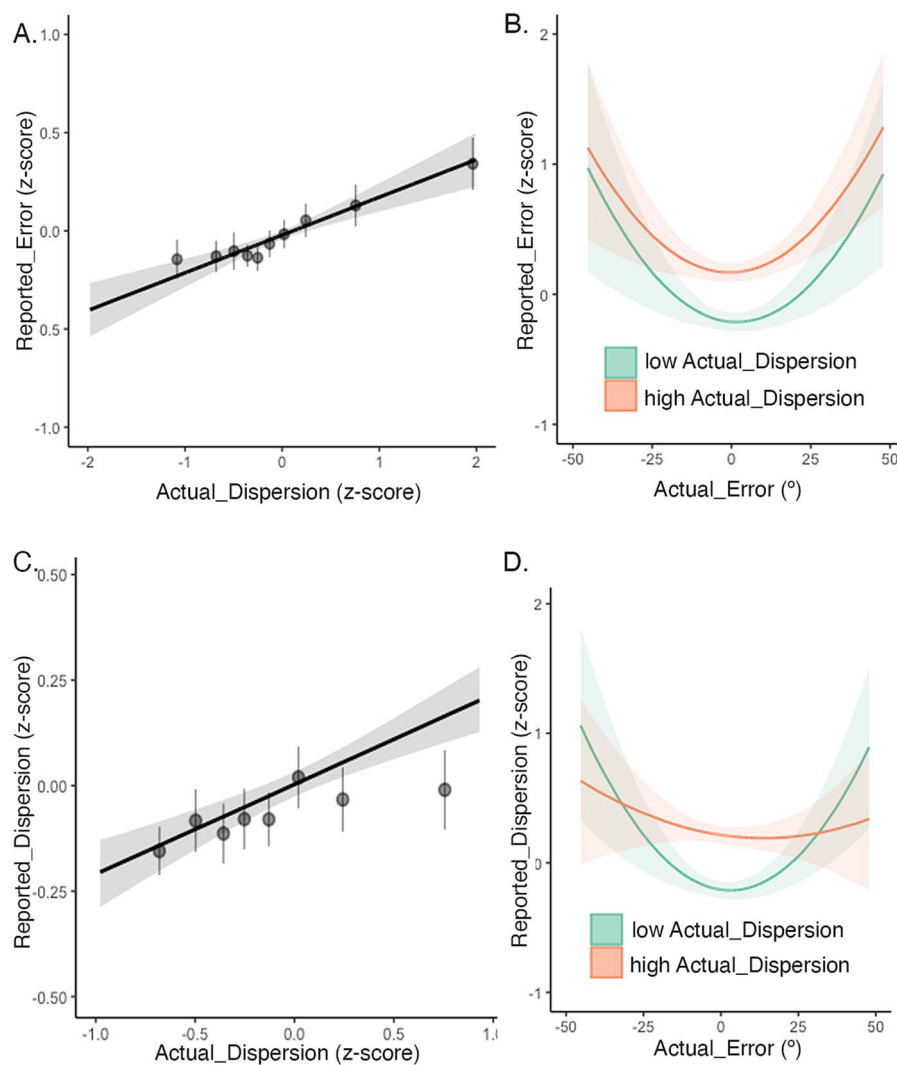 A.
1.0
0.5
0.0
0.5
-1.0
Reported_Error (z-score)
-2
-1
0
1
2
Actual_Dispersion (z-score)
B.
2
1
0
-1
Reported_Error (z-score)
low Actual_Dispersion
high Actual_Dispersion
-50
-25
0
25
50
Actual_Error (º)
C.
0.50
0.25
0.00
-0.25
-0.50
Reported_Dispersion (z-score)
-1.0
-0.5
0.0
0.5
1.0
Actual_Dispersion (z-score)
D.
2
1
0
-1
Reported_Dispersion (z-score)
low Actual_Dispersion
high Actual_Dispersion
-50
-25
0
25
50
Actual_Error (º)